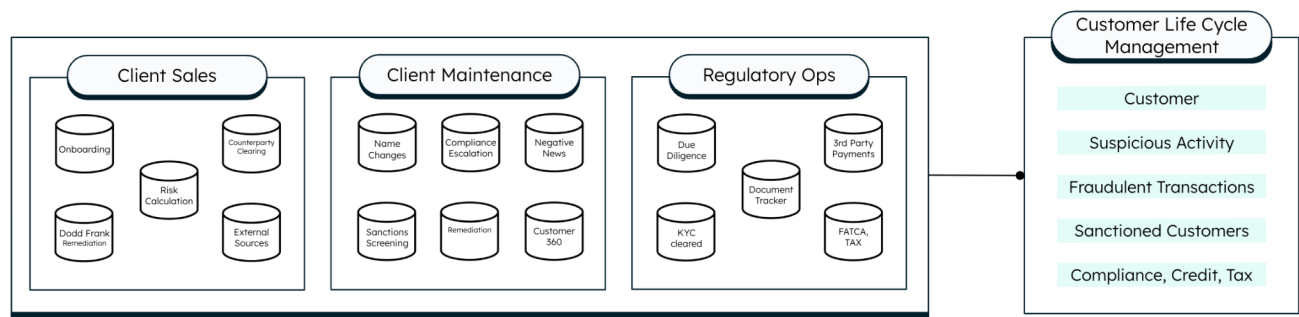 Client Sales
Onboarding
Counterparty
Clearing
Risk
Calculation
Dodd Frank
Remediation
External
Sources
Client Maintenance
Name
Changes
Compliance
Escalation
Negative
News
Sanctions
Screening
Remediation
Customer
360
Regulatory Ops
Due
Diligence
3rd Party
Payments
Document
Tracker
KYC
cleared
FATCA,
TAX
Customer Life Cycle
Management
Customer
Suspicious Activity
Fraudulent Transactions
Sanctioned Customers
Compliance, Credit, Tax